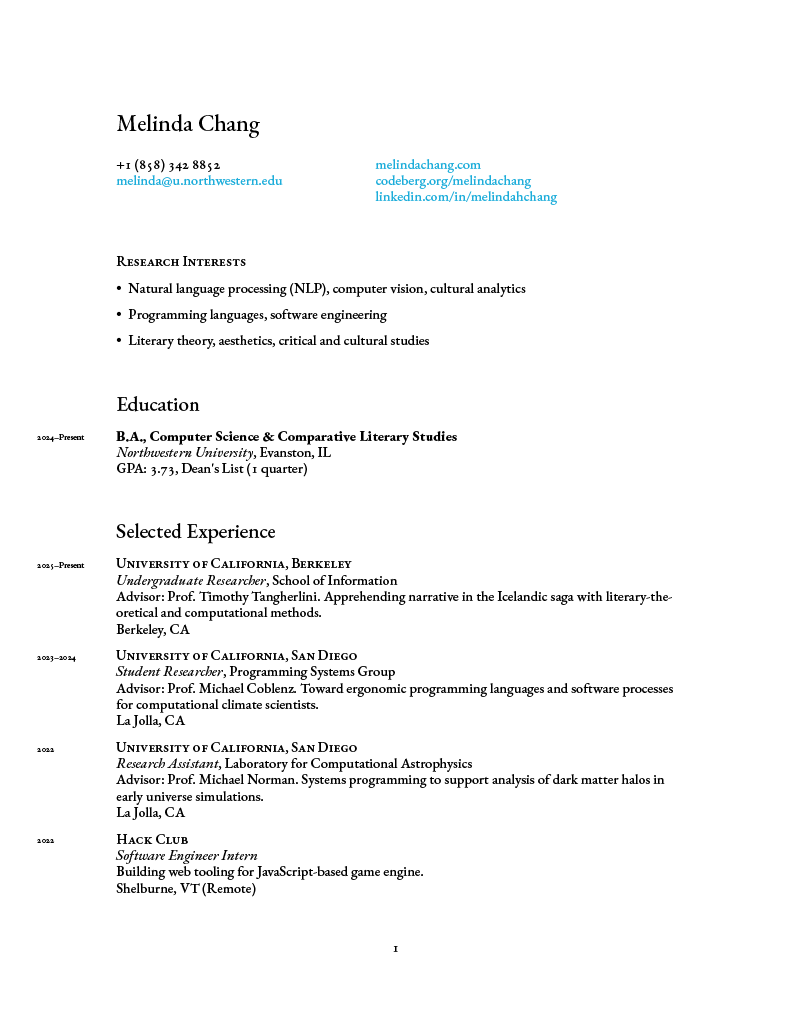 Melinda Chang
+1 (858) 342 8852
melinda@u.northwestern.edu
melindachang.com
codeberg.org/melindachang
linkedin.com/in/melindahchang
Research Interests
• Natural language processing (NLP), computer vision, cultural analytics
• Programming languages, software engineering
• Literary theory, aesthetics, critical and cultural studies
Education
2024–Present
B.A., Computer Science & Comparative Literary Studies
Northwestern University, Evanston, IL
GPA: 3.73, Dean's List (1 quarter)
Selected Experience
2025–Present
University of California, Berkeley
Undergraduate Researcher, School of Information
Advisor: Prof. Timothy Tangherlini. Apprehending narrative in the Icelandic saga with literary-the-
oretical and computational methods.
Berkeley, CA
2023–2024
University of California, San Diego
Student Researcher, Programming Systems Group
Advisor: Prof. Michael Coblenz. Toward ergonomic programming languages and software processes
for computational climate scientists.
La Jolla, CA
2022
University of California, San Diego
Research Assistant, Laboratory for Computational Astrophysics
Advisor: Prof. Michael Norman. Systems programming to support analysis of dark matter halos in
early universe simulations.
La Jolla, CA
2022
Hack Club
Software Engineer Intern
Building web tooling for JavaScript-based game engine.
Shelburne, VT (Remote)
1